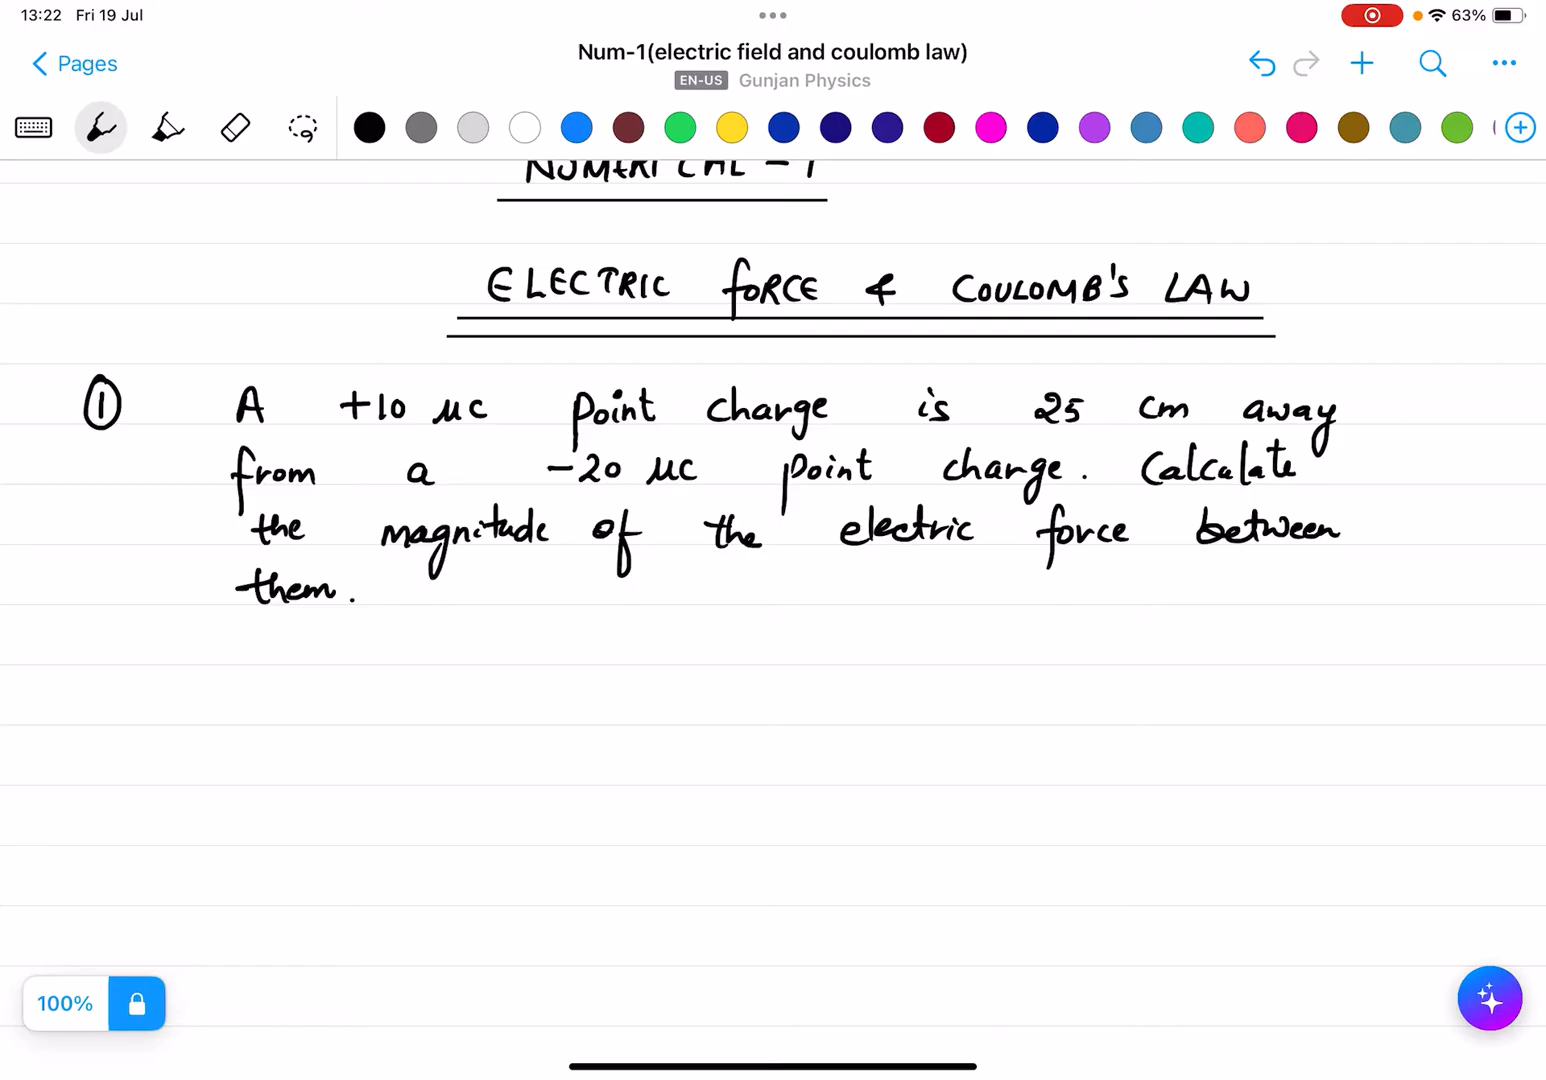 13:22 Fri 19 Jul
63%
Pages
Num-1(electric field and coulomb law)
EN-US Gunjan Physics
NUMERICAL - 1
ELECTRIC FORCE & COULOMB'S LAW
① A +10 μC point charge is 25 cm away
from a -20 μC point charge. Calculate
the magnitude of the electric force between
them.
100%